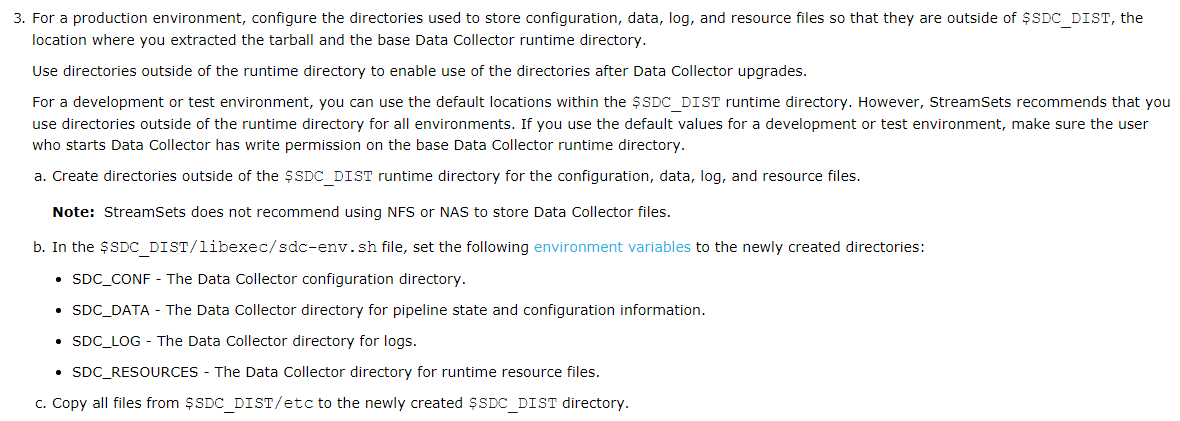 3. For a production environment, configure the directories used to store configuration, data, log, and resource files so that they are outside of $SDC_DIST, the
location where you extracted the tarball and the base Data Collector runtime directory.
Use directories outside of the runtime directory to enable use of the directories after Data Collector upgrades.
For a development or test environment, you can use the default locations within the $SDC_DIST runtime directory. However, StreamSets recommends that you
use directories outside of the runtime directory for all environments. If you use the default values for a development or test environment, make sure the user
who starts Data Collector has write permission on the base Data Collector runtime directory.
a. Create directories outside of the $SDC_DIST runtime directory for the configuration, data, log, and resource files.
Note: StreamSets does not recommend using NFS or NAS to store Data Collector files.
b. In the $SDC_DIST/libexec/sdc-env.sh file, set the following environment variables to the newly created directories:
• SDC_CONF - The Data Collector configuration directory.
• SDC_DATA - The Data Collector directory for pipeline state and configuration information.
• SDC_LOG - The Data Collector directory for logs.
• SDC_RESOURCES - The Data Collector directory for runtime resource files.
c. Copy all files from $SDC_DIST/etc to the newly created $SDC_DIST directory.